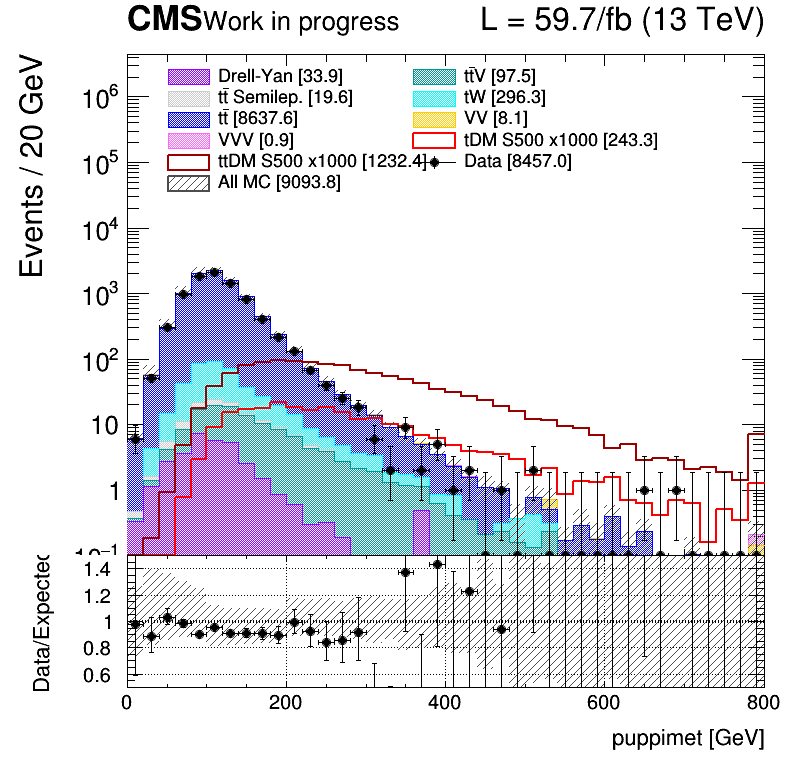 CMS Work in progress L = 59.7/fb (13 TeV)
Events / 20 GeV
Drell-Yan [33.9] tt̄V [97.5]
tt̄ Semilep. [19.6] tW [296.3]
tt̄ [8637.6] VV [8.1]
VVV [0.9] tDM S500 x1000 [243.3]
ttDM S500 x1000 [1232.4] Data [8457.0]
All MC [9093.8]
10⁶
10⁵
10⁴
10³
10²
10
1
10⁻¹
Data/Expected
1.4
1.2
1
0.8
0.6
0 200 400 600 800
puppimet [GeV]